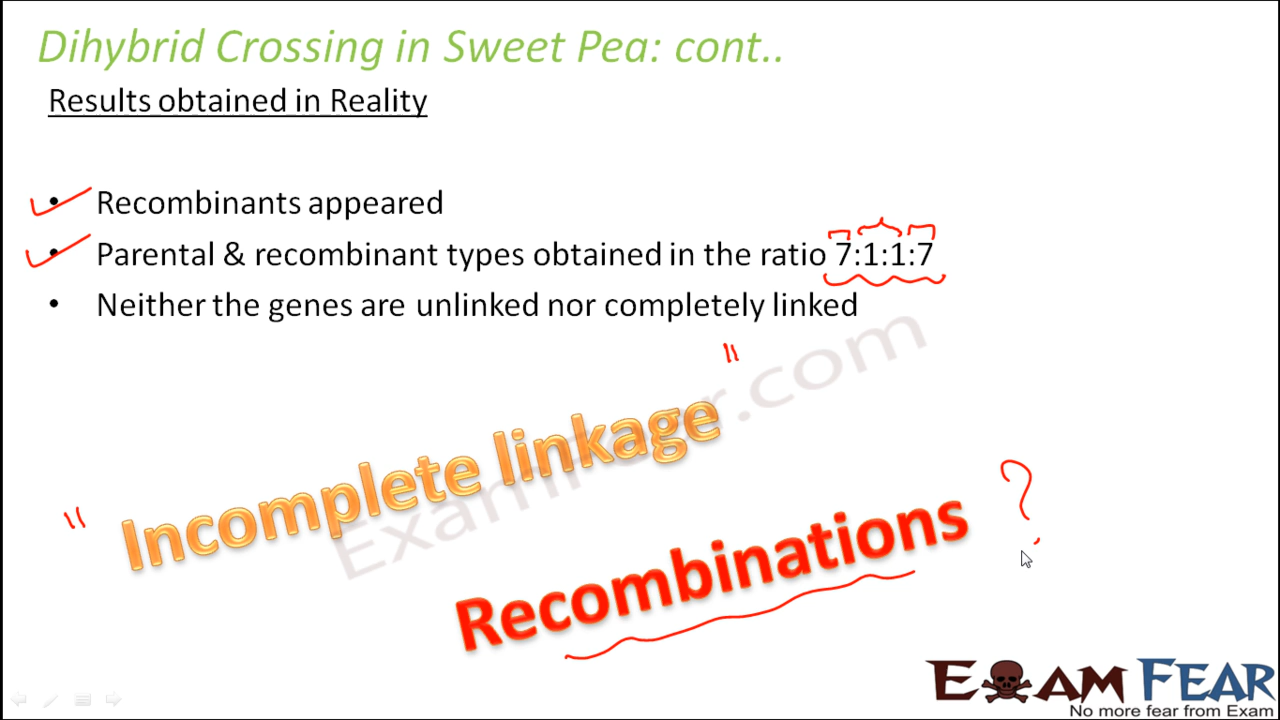 Dihybrid Crossing in Sweet Pea: cont..
Results obtained in Reality
• Recombinants appeared
• Parental & recombinant types obtained in the ratio 7:1:1:7
• Neither the genes are unlinked nor completely linked
" Incomplete linkage "
Recombinations ?
ExamFear.com
EXAM FEAR
No more fear from Exam